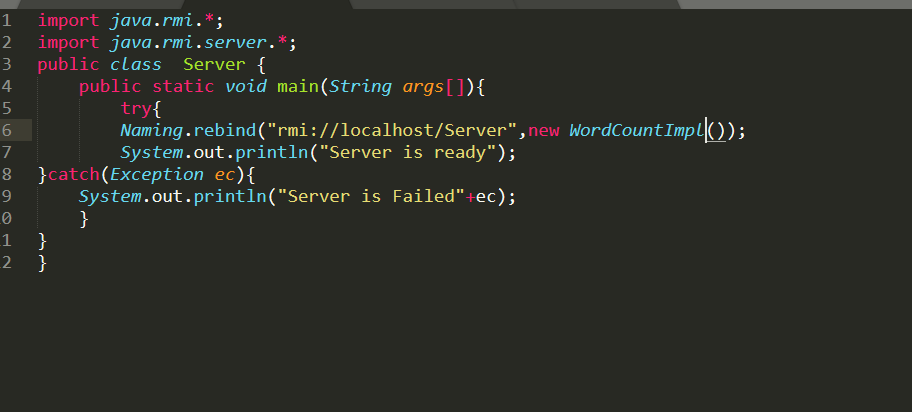 1 import java.rmi.*;
2 import java.rmi.server.*;
3 public class  Server {
4     public static void main(String args[]){
5         try{
6         Naming.rebind("rmi://localhost/Server",new WordCountImpl());
7         System.out.println("Server is ready");
8 }catch(Exception ec){
9     System.out.println("Server is Failed"+ec);
0     }
1 }
2 }